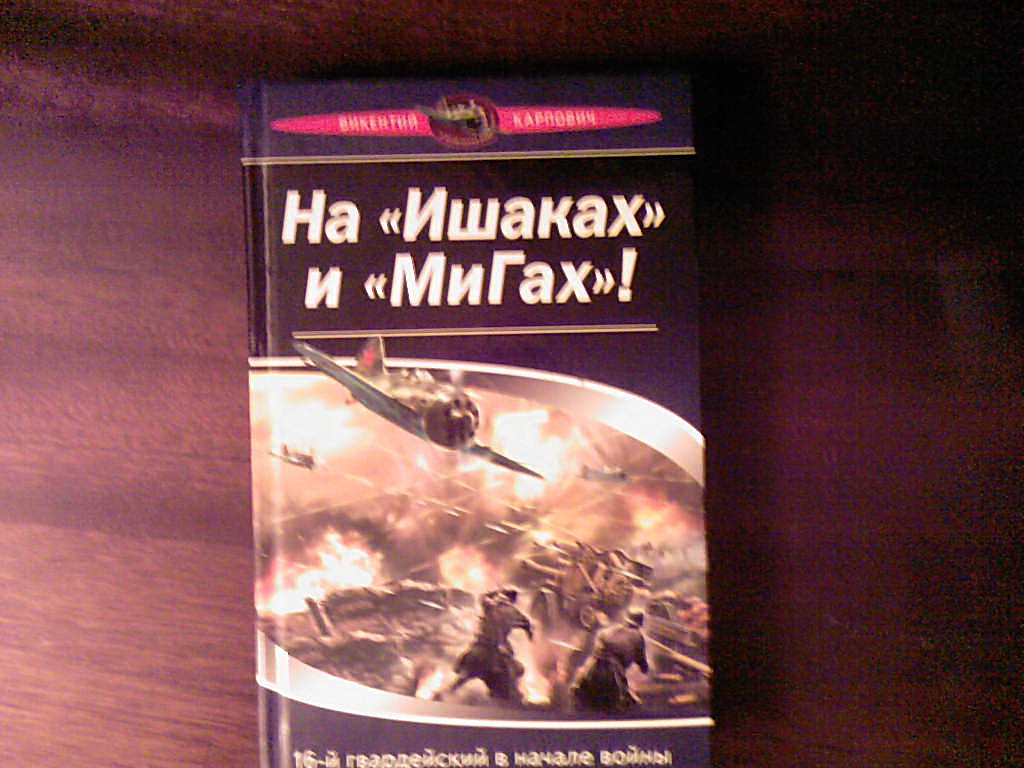 ВИКЕНТИЙ КАРПОВИЧ
На «Ишаках»
и «МиГах»!
16-й гвардейский в начале войны